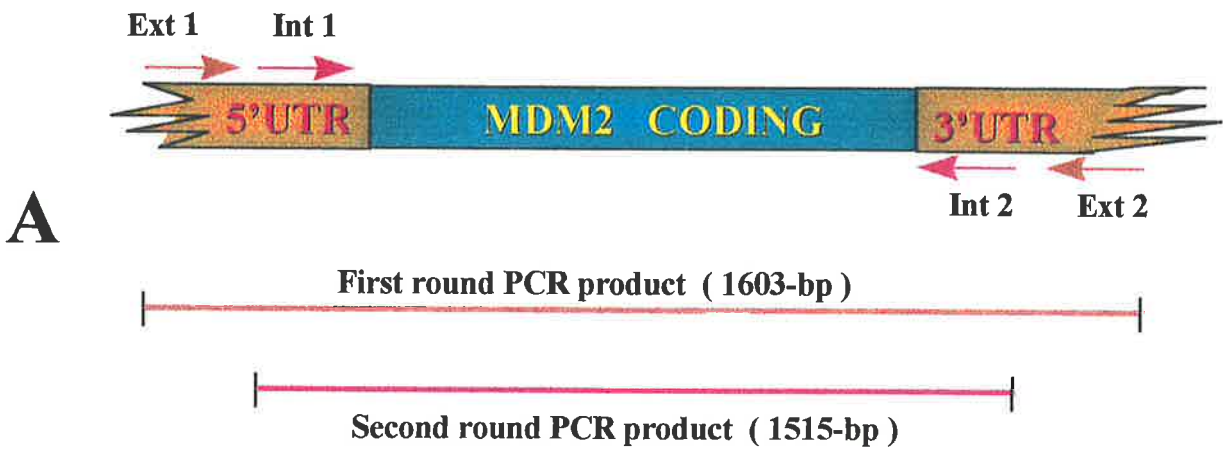 Ext 1 Int 1
5'UTR MDM2 CODING 3'UTR
Int 2 Ext 2
A
First round PCR product ( 1603-bp )
Second round PCR product ( 1515-bp )